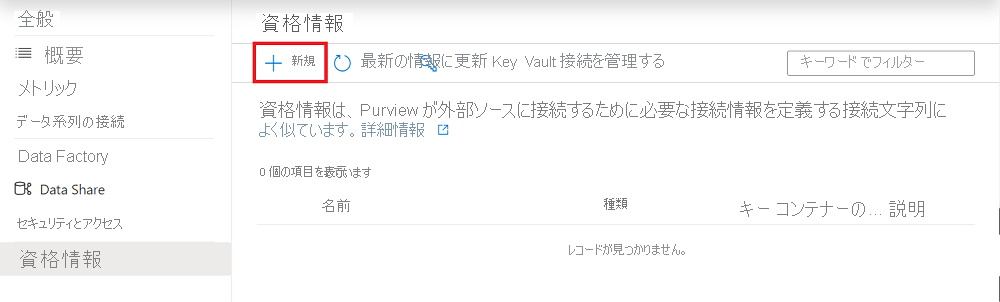 全般
概要
メトリック
データ系列の接続
Data Factory
Data Share
セキュリティとアクセス
資格情報
資格情報
新規 最新の情報に更新 Key Vault 接続を管理する キーワード でフィルター
資格情報は、Purview が外部ソースに接続するために必要な接続情報を定義する接続文字列に
よく似ています。詳細情報
0 個の項目を表示います
名前 種類 キー コンテナーの... 説明
レコードが見つかりません。